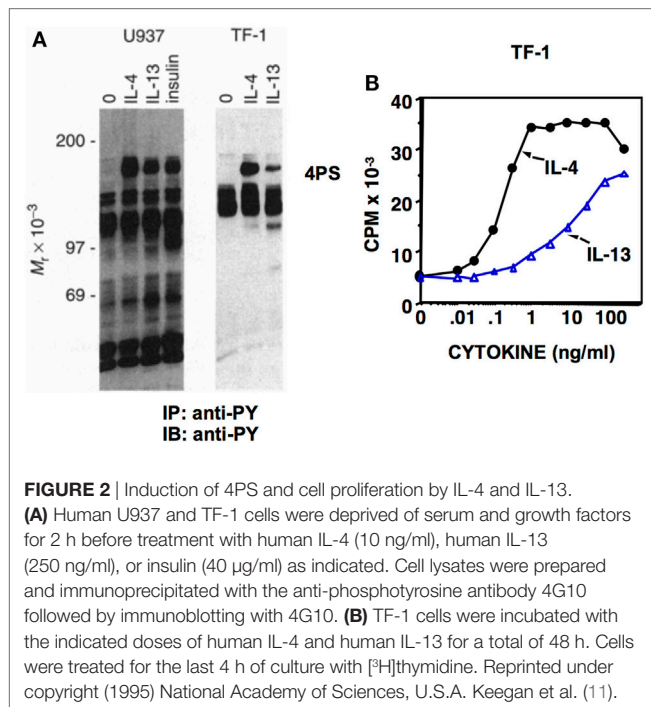 A
U937
TF-1
0
IL-4
IL-13
insulin
0
IL-4
IL-13
200 -
97 -
69 -
Mr × 10⁻³
4PS
IP: anti-PY
IB: anti-PY
TF-1
B
40
30
20
10
0
CPM x 10⁻³
IL-4
IL-13
0 .01 .1 1 10 100
CYTOKINE (ng/ml)
FIGURE 2 | Induction of 4PS and cell proliferation by IL-4 and IL-13.
(A) Human U937 and TF-1 cells were deprived of serum and growth factors
for 2 h before treatment with human IL-4 (10 ng/ml), human IL-13
(250 ng/ml), or insulin (40 µg/ml) as indicated. Cell lysates were prepared
and immunoprecipitated with the anti-phosphotyrosine antibody 4G10
followed by immunoblotting with 4G10. (B) TF-1 cells were incubated with
the indicated doses of human IL-4 and human IL-13 for a total of 48 h. Cells
were treated for the last 4 h of culture with [³H]thymidine. Reprinted under
copyright (1995) National Academy of Sciences, U.S.A. Keegan et al. (11).